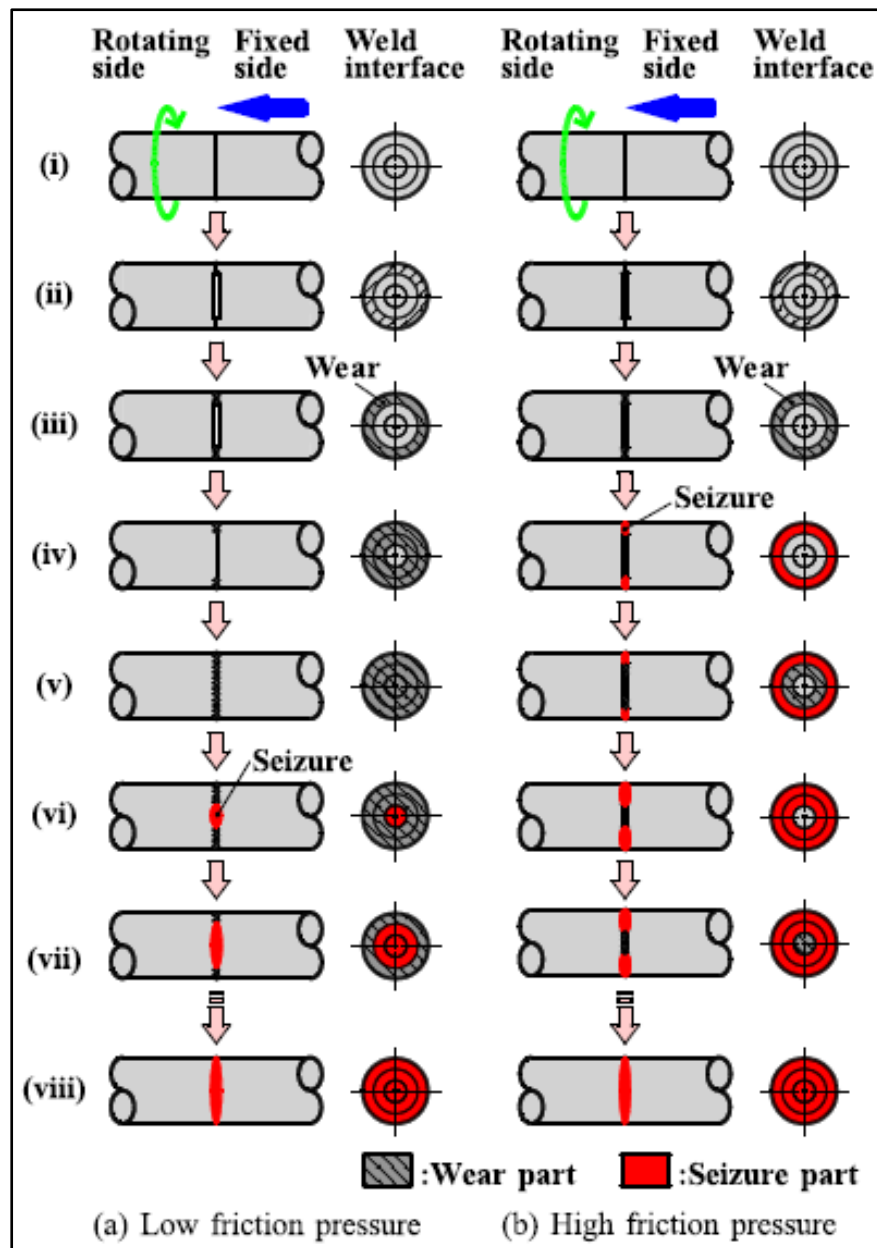 Rotating side Fixed side Weld interface Rotating side Fixed side Weld interface
(i)
(ii)
Wear Wear
(iii)
Seizure
(iv)
(v)
Seizure
(vi)
(vii)
(viii)
:Wear part :Seizure part
(a) Low friction pressure (b) High friction pressure